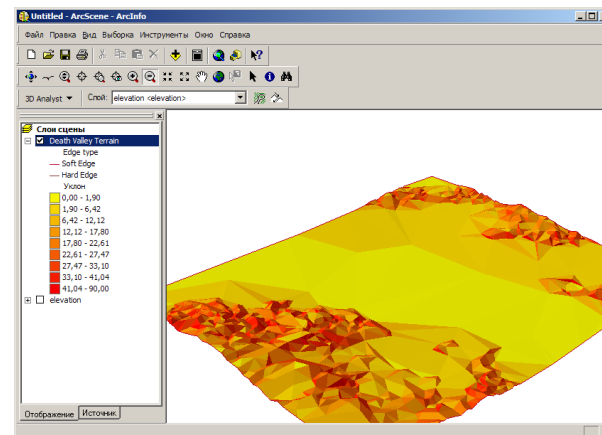 Untitled - ArcScene - ArcInfo
Файл Правка Вид Выборка Инструменты Окно Справка
3D Analyst Слой: elevation <elevation>
Слои сцены
Death Valley Terrain
Edge type
Soft Edge
Hard Edge
Уклон
0,00 - 1,90
1,90 - 6,42
6,42 - 12,12
12,12 - 17,80
17,80 - 22,61
22,61 - 27,47
27,47 - 33,10
33,10 - 41,04
41,04 - 90,00
elevation
Отображение Источник